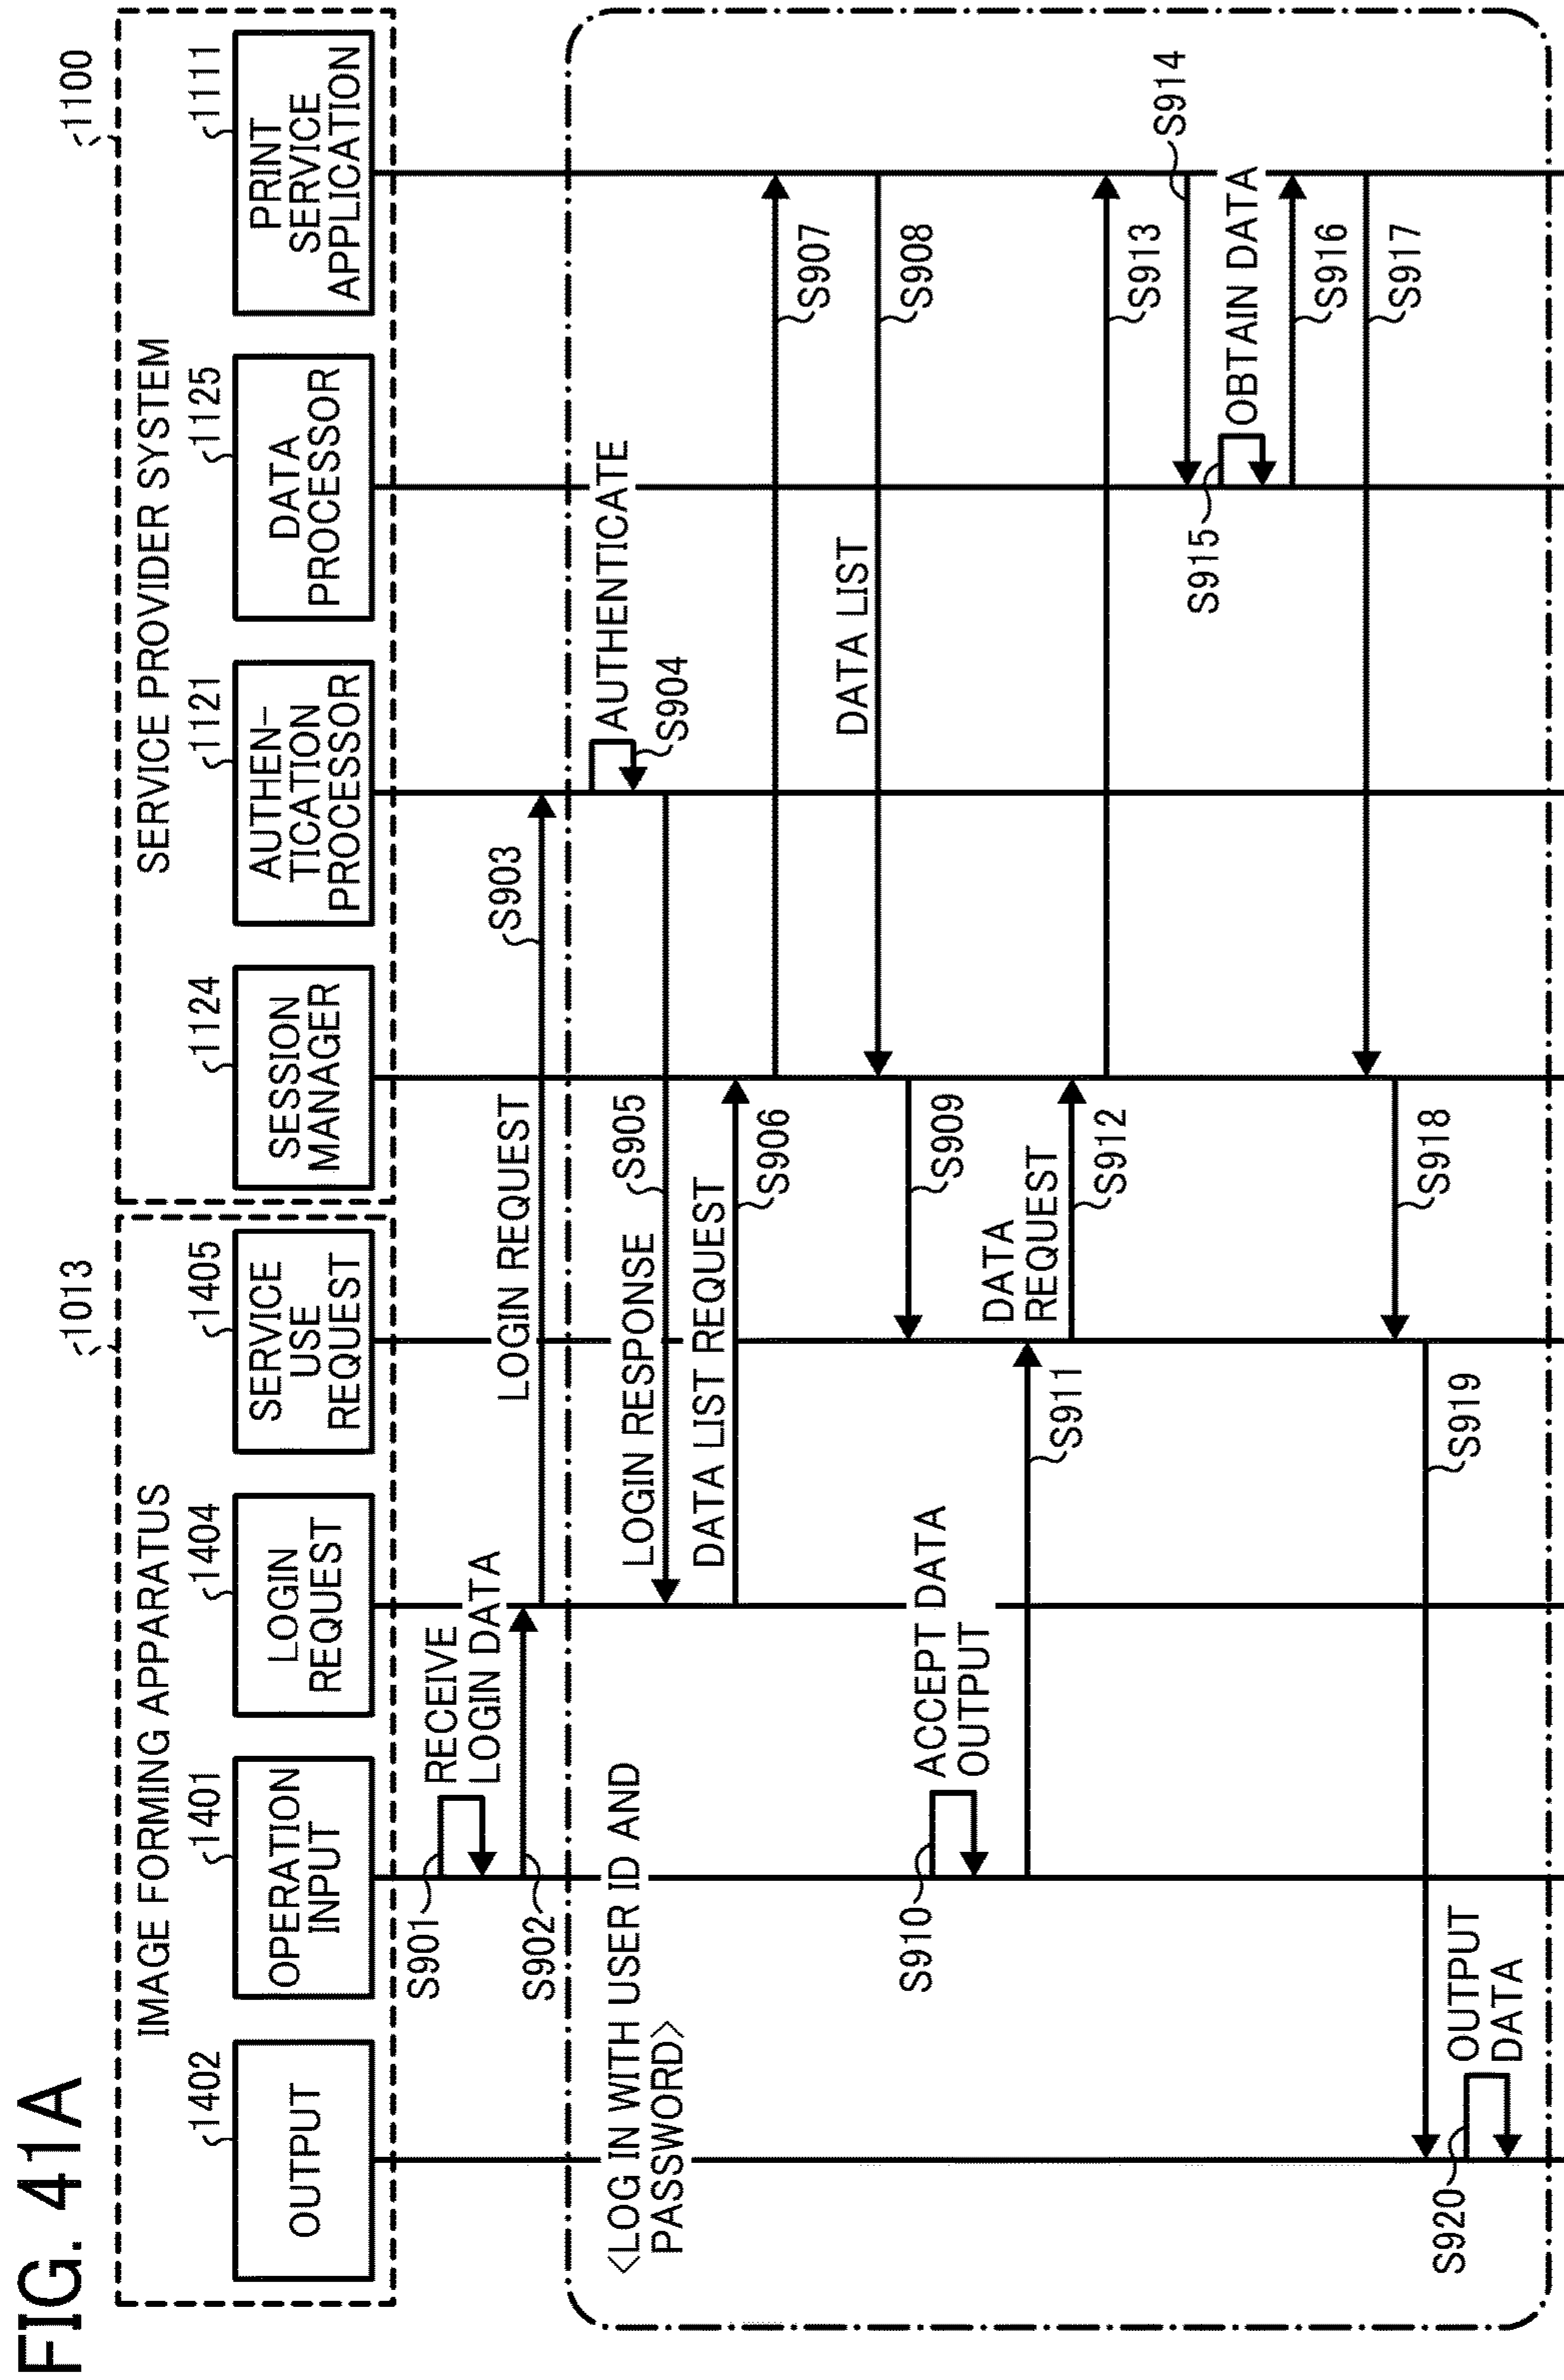 FIG. 41A
IMAGE FORMING APPARATUS
1013
SERVICE PROVIDER SYSTEM
1100
1402
OUTPUT
1401
OPERATION
INPUT
1404
LOGIN
REQUEST
1405
SERVICE
USE
REQUEST
1124
SESSION
MANAGER
1121
AUTHEN-
TICATION
PROCESSOR
1125
DATA
PROCESSOR
1111
PRINT
SERVICE
APPLICATION
S901
RECEIVE
LOGIN DATA
S902
LOGIN REQUEST
S903
<LOG IN WITH USER ID AND
PASSWORD>
AUTHENTICATE
S904
LOGIN RESPONSE
S905
DATA LIST REQUEST
S906
S907
DATA LIST
S908
S909
S910
ACCEPT DATA
OUTPUT
S911
DATA
REQUEST
S912
S913
S914
S915
OBTAIN DATA
S916
S917
S918
S919
S920
OUTPUT
DATA